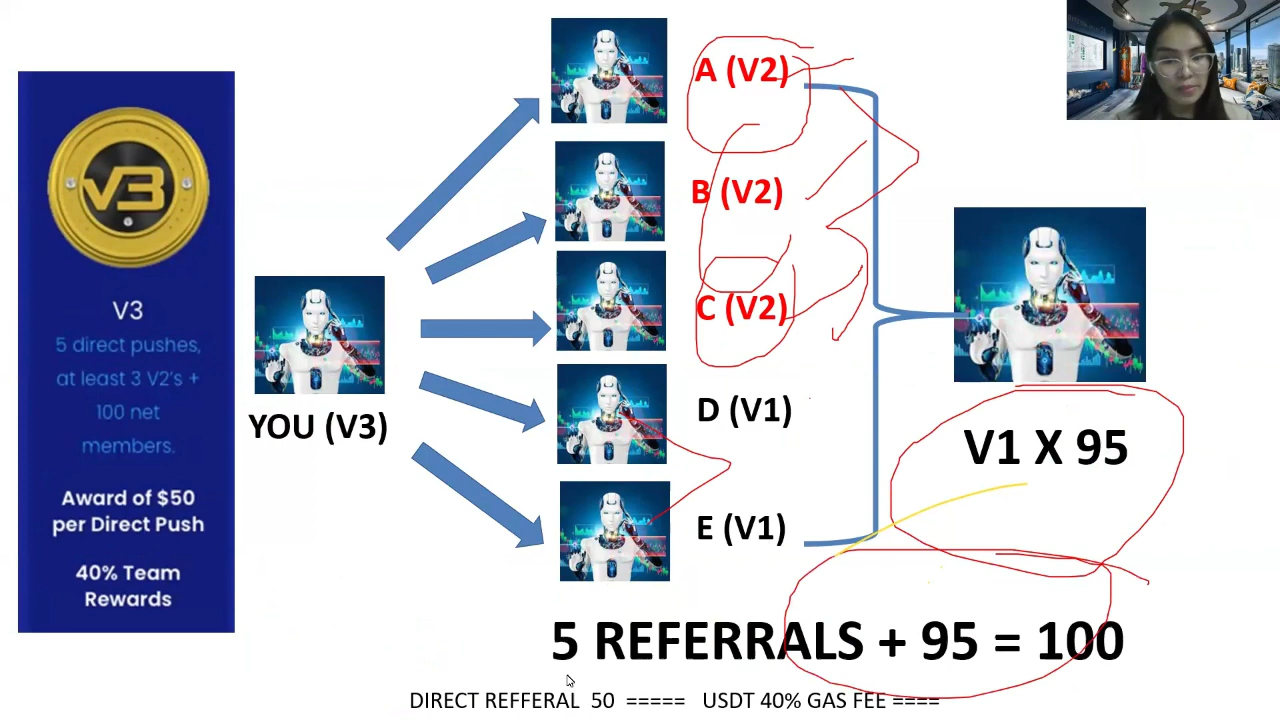 V3
V3
5 direct pushes,
at least 3 V2's +
100 net
members.
Award of $50
per Direct Push
40% Team
Rewards
YOU (V3)
A (V2)
B (V2)
C (V2)
D (V1)
E (V1)
V1 X 95
5 REFERRALS + 95 = 100
DIRECT REFFERAL 50 ===== USDT 40% GAS FEE ====